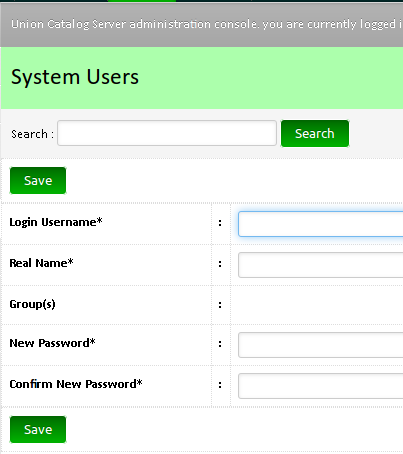 Union Catalog Server administration console. you are currently logged i
System Users
Search :
Search
Save
Login Username* :
Real Name* :
Group(s) :
New Password* :
Confirm New Password* :
Save